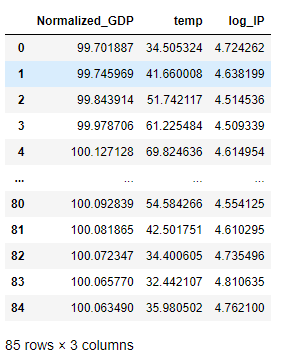 Normalized_GDP temp log_IP
0 99.701887 34.505324 4.724262
1 99.745969 41.660008 4.638199
2 99.843914 51.742117 4.514536
3 99.978706 61.225484 4.509339
4 100.127128 69.824636 4.614954
... ... ... ...
80 100.092839 54.584266 4.554125
81 100.081865 42.501751 4.610295
82 100.072347 34.400605 4.735496
83 100.065770 32.442107 4.810635
84 100.063490 35.980502 4.762100
85 rows × 3 columns